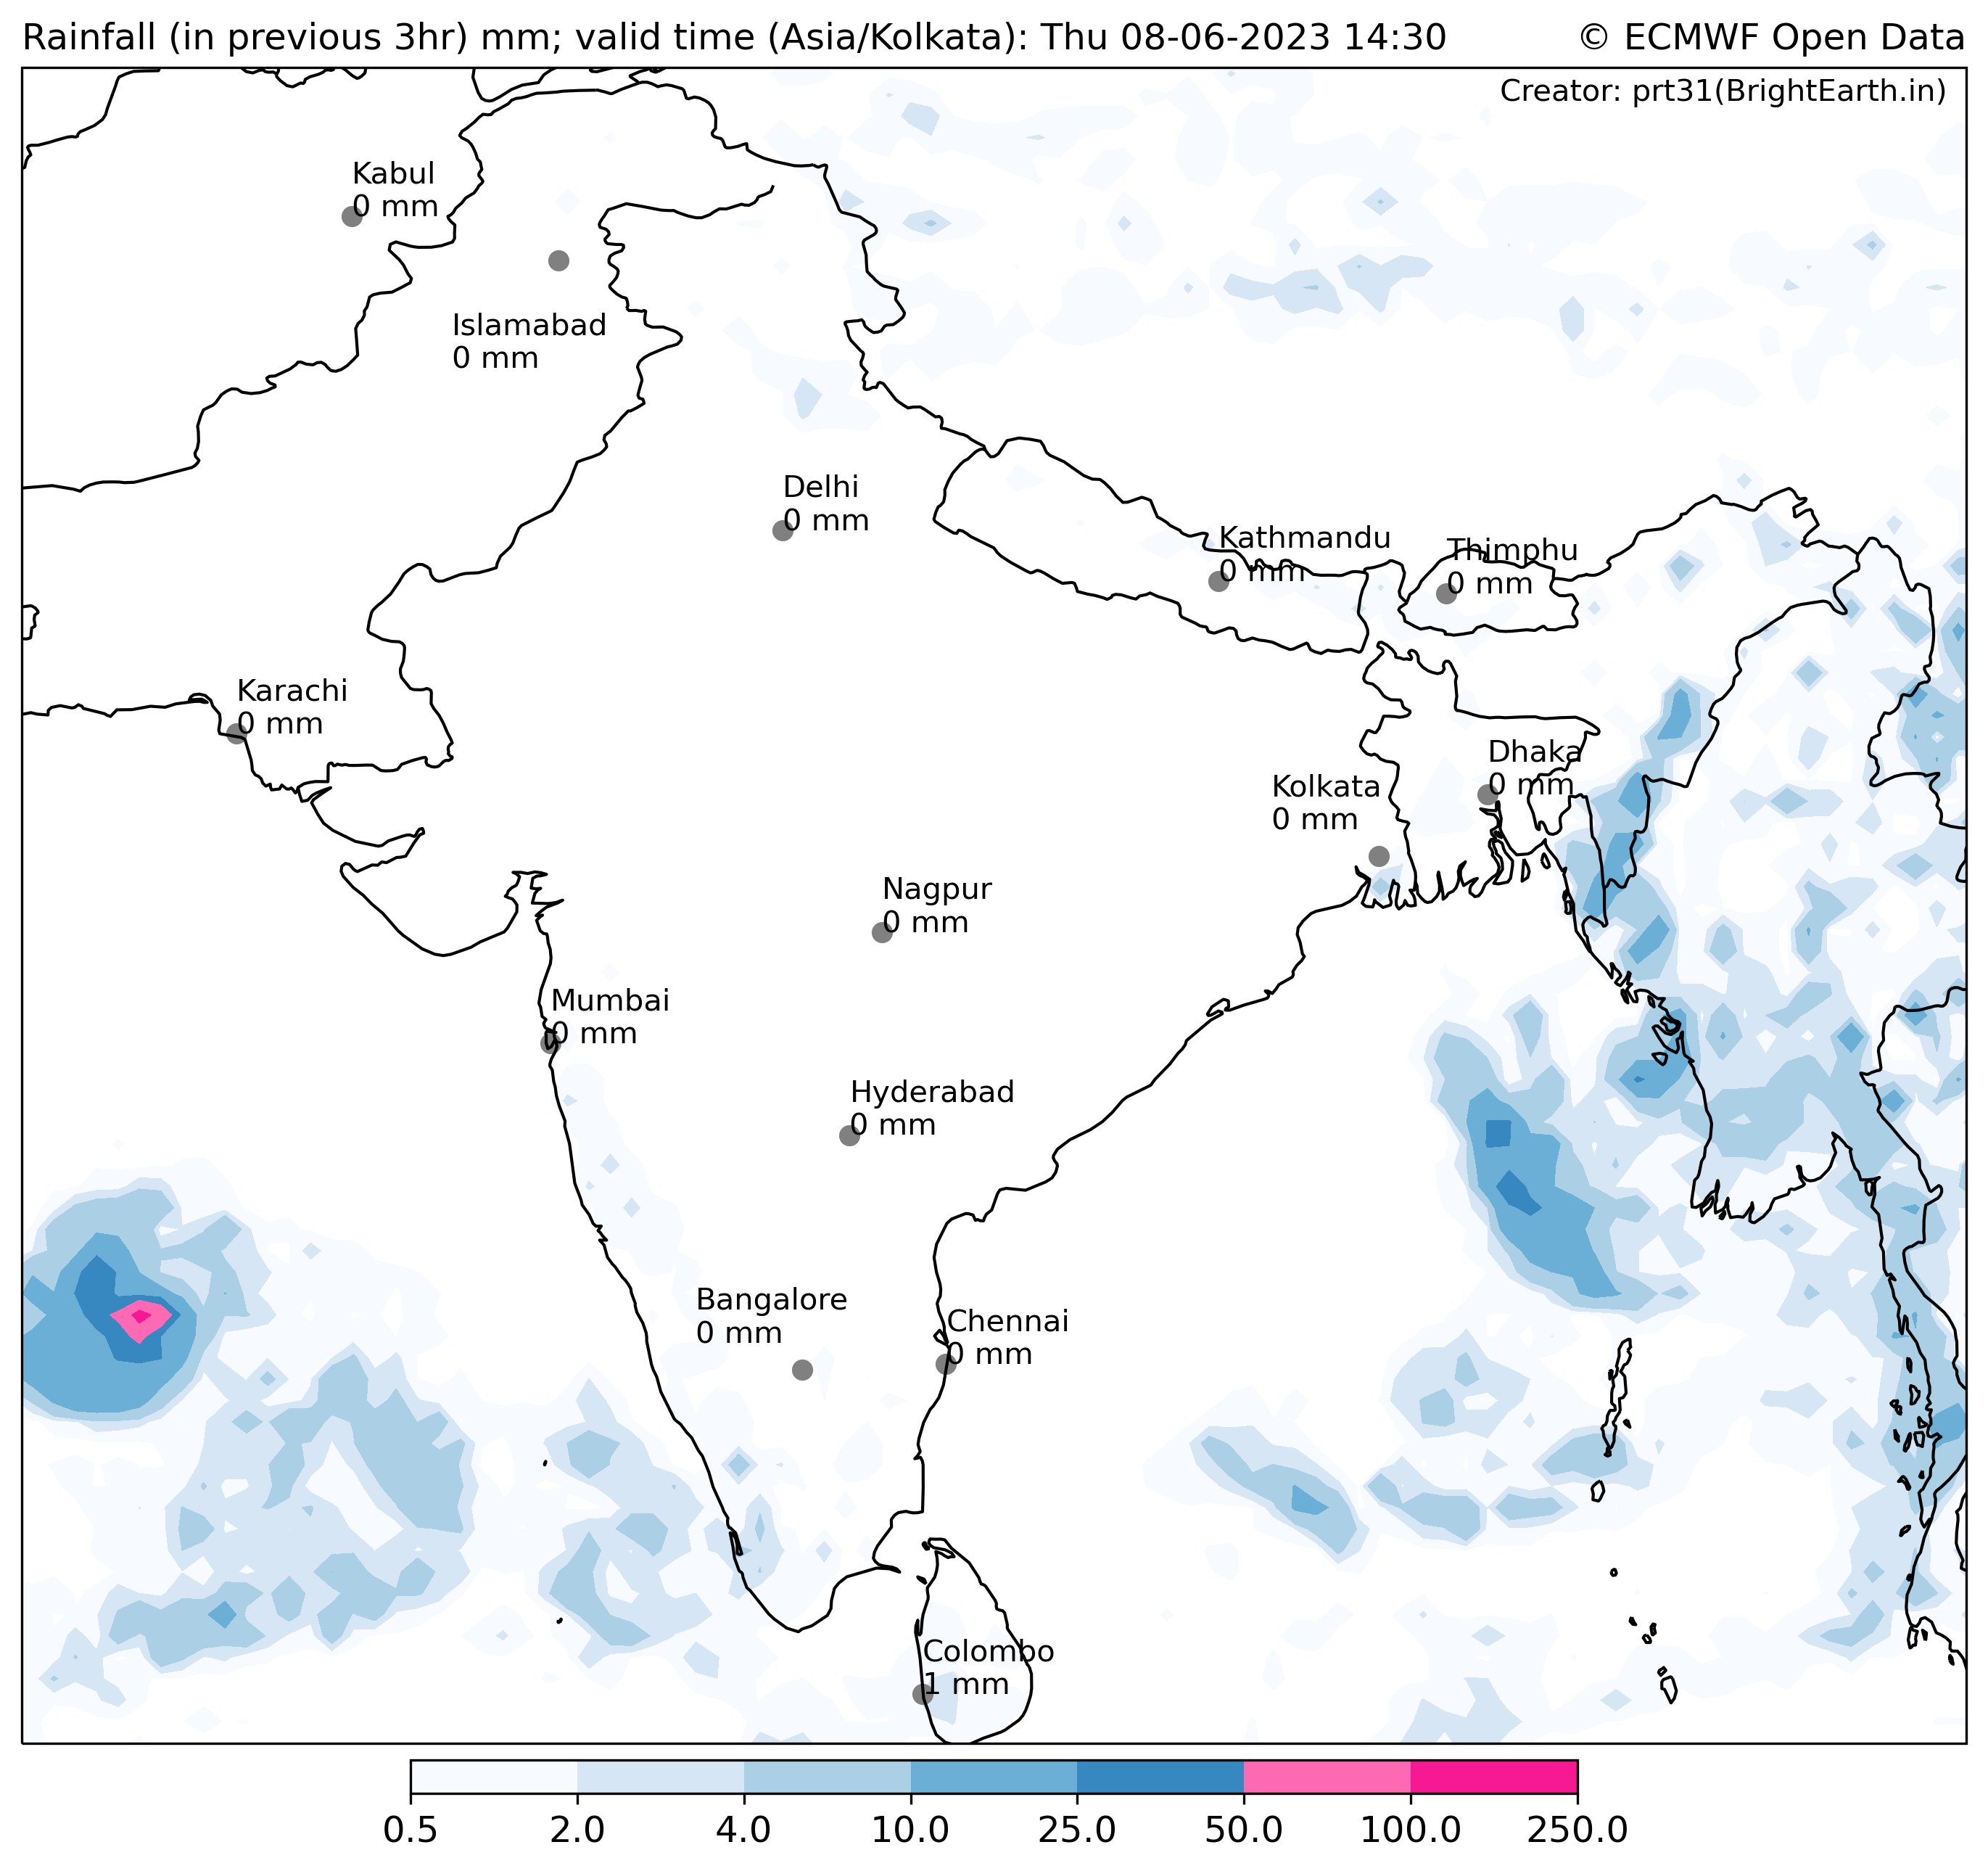 Rainfall (in previous 3hr) mm; valid time (Asia/Kolkata): Thu 08-06-2023 14:30
© ECMWF Open Data
Creator: prt31(BrightEarth.in)
Kabul
0 mm
Islamabad
0 mm
Delhi
0 mm
Kathmandu
0 mm
Thimphu
0 mm
Karachi
0 mm
Dhaka
0 mm
Kolkata
0 mm
Nagpur
0 mm
Mumbai
0 mm
Hyderabad
0 mm
Bangalore
0 mm
Chennai
0 mm
Colombo
1 mm
0.5 2.0 4.0 10.0 25.0 50.0 100.0 250.0